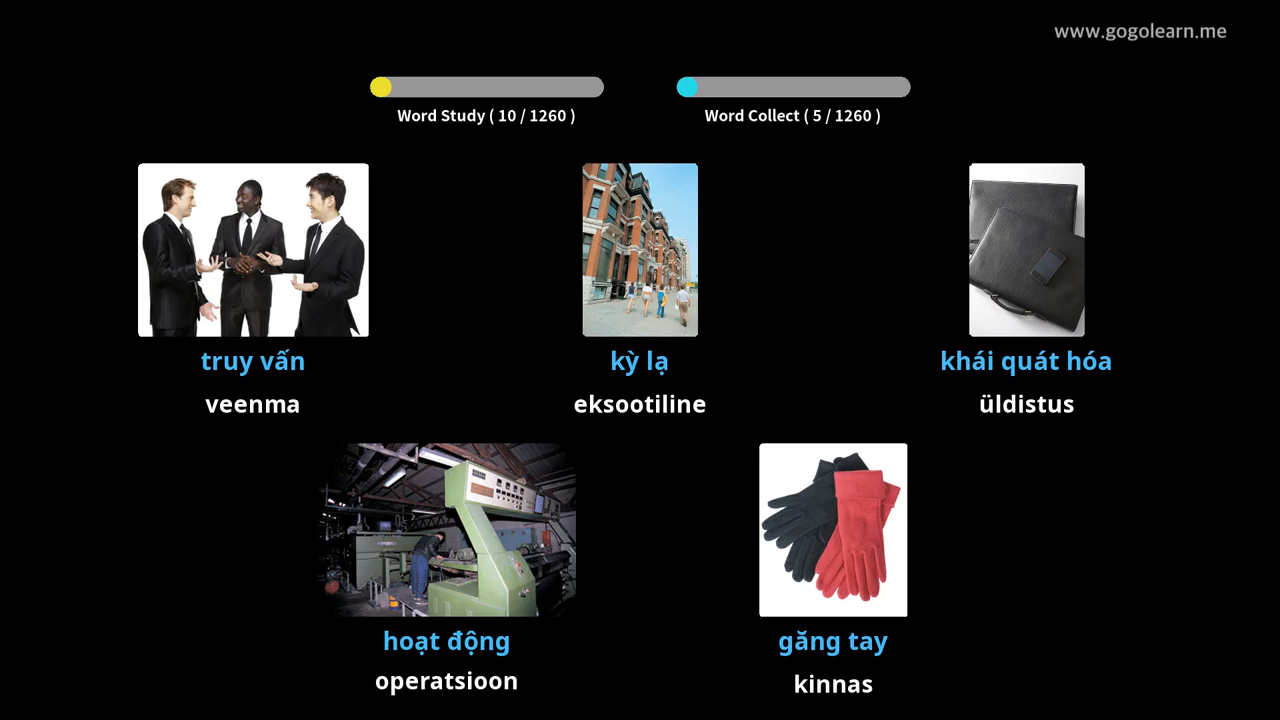 www.gogolearn.me
Word Study ( 10 / 1260 )
Word Collect ( 5 / 1260 )
truy vấn
kỳ lạ
khái quát hóa
veenma
eksootiline
üldistus
hoạt động
găng tay
operatsioon
kinnas